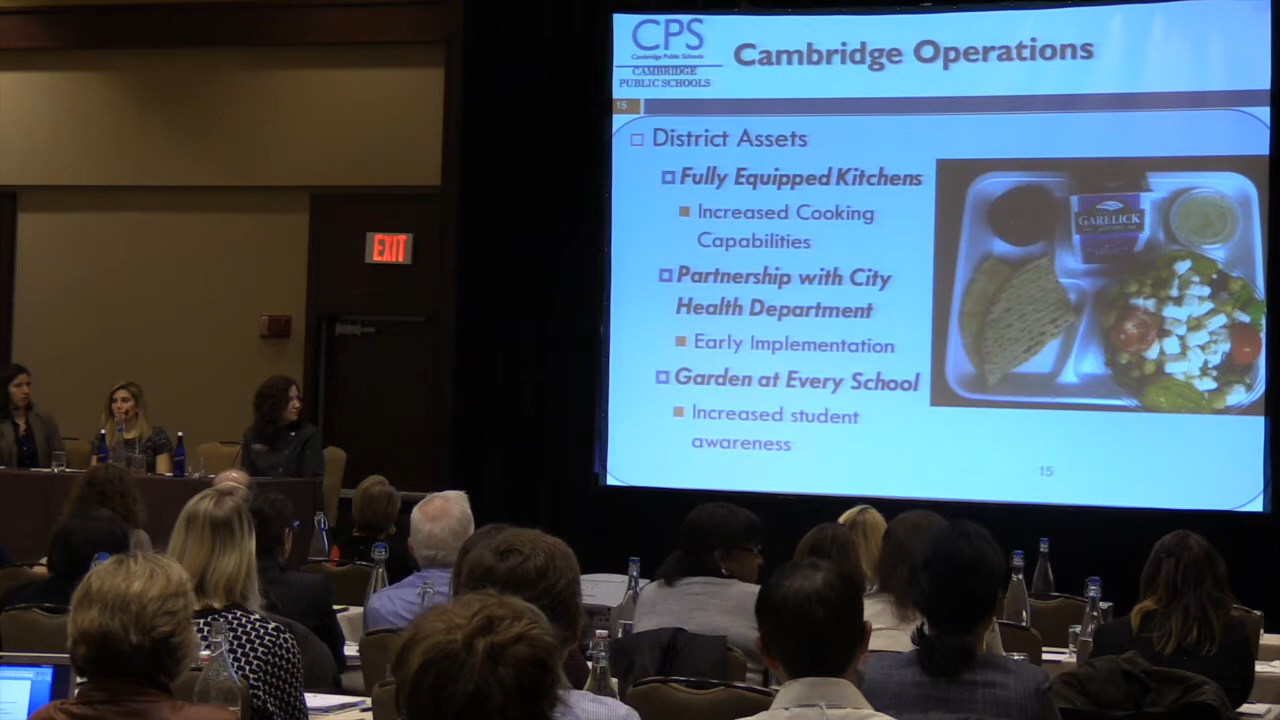 CPS
Cambridge Public Schools
CAMBRIDGE
PUBLIC SCHOOLS
Cambridge Operations
15
District Assets
Fully Equipped Kitchens
Increased Cooking
Capabilities
Partnership with City
Health Department
Early Implementation
Garden at Every School
Increased student
awareness
GARELICK
15
EXIT